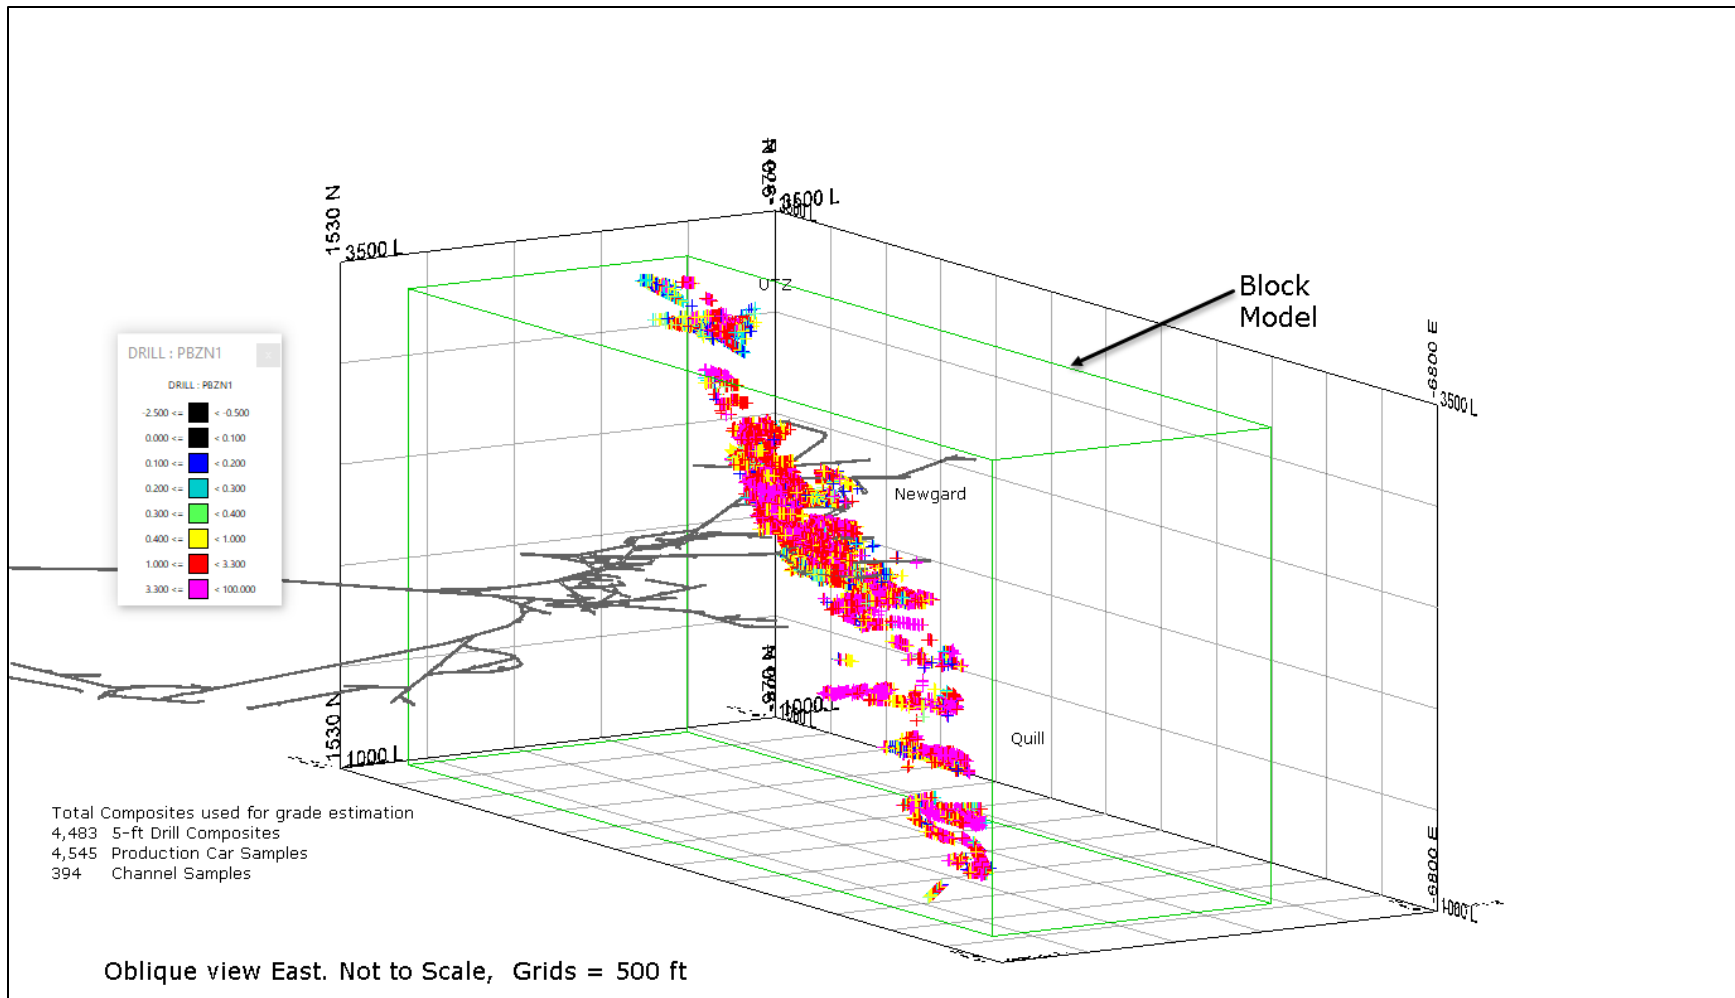 1530 N
3500 L
3500 L
UTZ
Block
Model
-6800 E
3500 L
DRILL : PBZN1
x
DRILL : PBZN1
-2.500 <= < -0.500
0.000 <= < 0.100
0.100 <= < 0.200
0.200 <= < 0.300
0.300 <= < 0.400
0.400 <= < 1.000
1.000 <= < 3.300
3.300 <= < 100.000
Newgard
Quill
1530 N
1000 L
1000 L
-6800 E
1000 L
Total Composites used for grade estimation
4,483 5-ft Drill Composites
4,545 Production Car Samples
394 Channel Samples
Oblique view East. Not to Scale, Grids = 500 ft